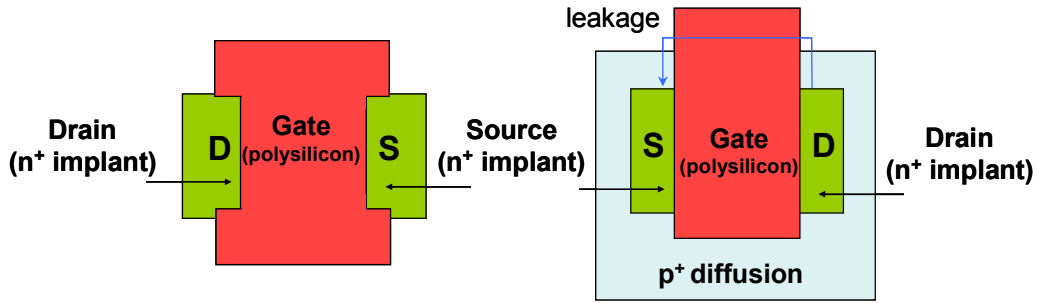 leakage
Drain
(n⁺ implant)
D
Gate
(polysilicon)
S
Source
(n⁺ implant)
S
Gate
(polysilicon)
D
Drain
(n⁺ implant)
p⁺ diffusion